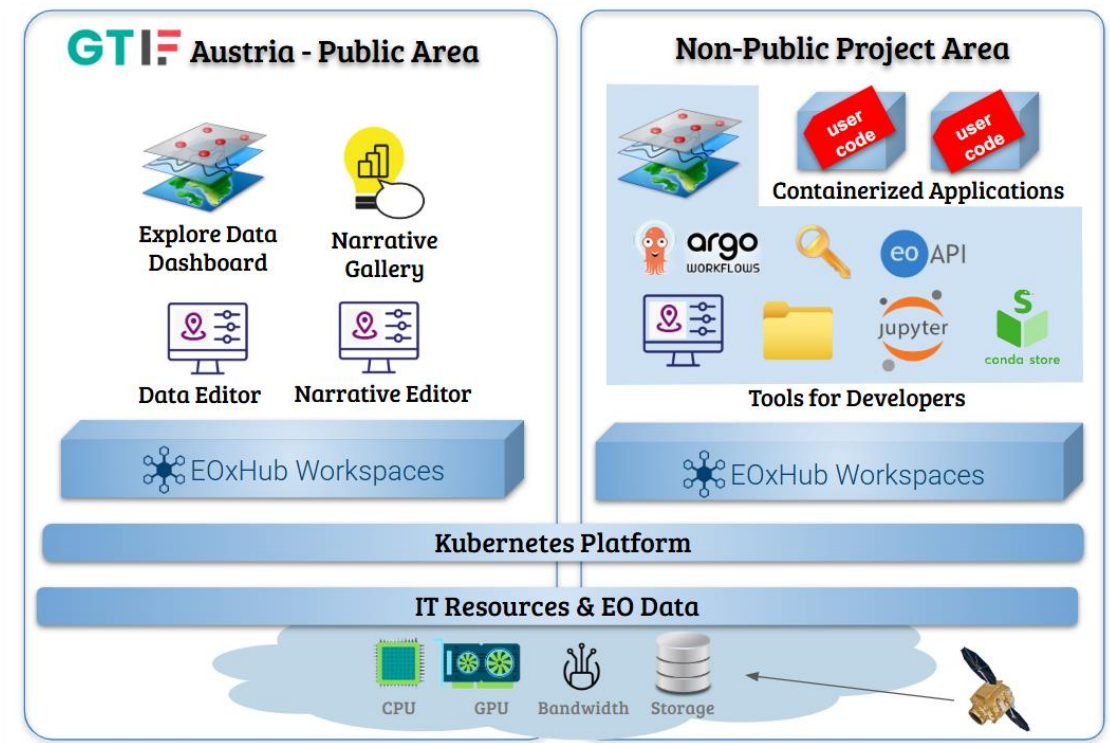 GTIF Austria - Public Area
Explore Data
Dashboard
Narrative
Gallery
Data Editor
Narrative Editor
EOxHub Workspaces
Non-Public Project Area
user
code
user
code
Containerized Applications
argo
WORKFLOWS
eo API
jupyter
conda store
Tools for Developers
EOxHub Workspaces
Kubernetes Platform
IT Resources & EO Data
CPU
GPU
Bandwidth
Storage